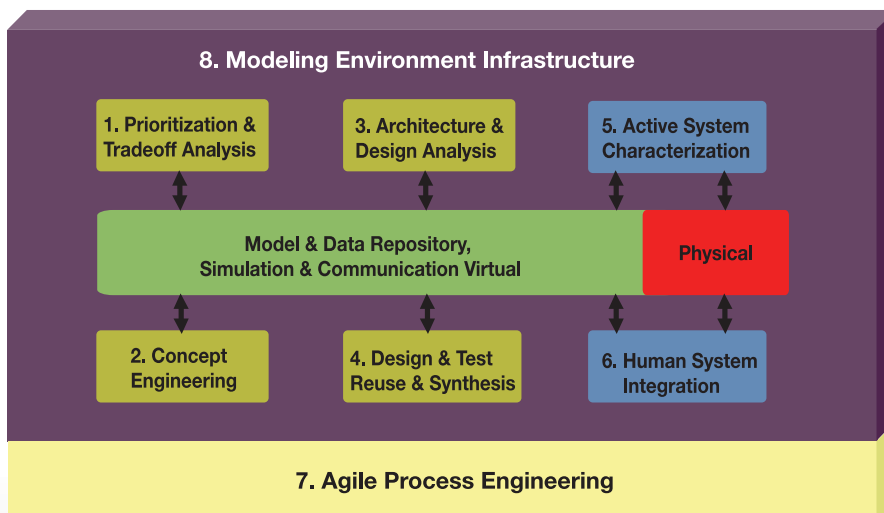 8. Modeling Environment Infrastructure
1. Prioritization &
Tradeoff Analysis
3. Architecture &
Design Analysis
5. Active System
Characterization
Model & Data Repository,
Simulation & Communication Virtual
Physical
2. Concept
Engineering
4. Design & Test
Reuse & Synthesis
6. Human System
Integration
7. Agile Process Engineering